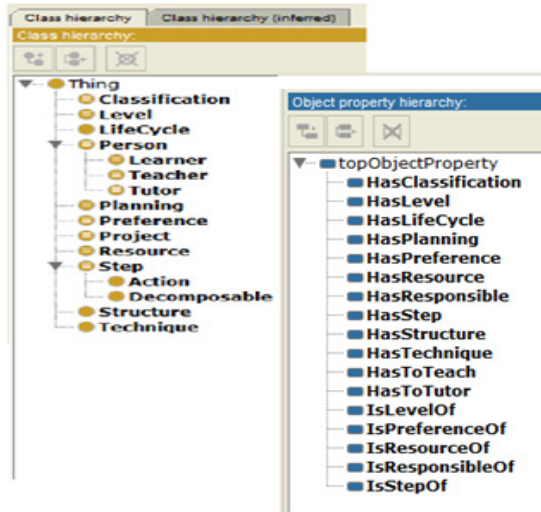 Class hierarchy
Class hierarchy (inferred)
Class hierarchy:
Thing
Classification
Level
LifeCycle
Person
Learner
Teacher
Tutor
Planning
Preference
Project
Resource
Step
Action
Decomposable
Structure
Technique
Object property hierarchy:
topObjectProperty
HasClassification
HasLevel
HasLifeCycle
HasPlanning
HasPreference
HasResource
HasResponsible
HasStep
HasStructure
HasTechnique
HasToTeach
HasToTutor
IsLevelOf
IsPreferenceOf
IsResourceOf
IsResponsibleOf
IsStepOf